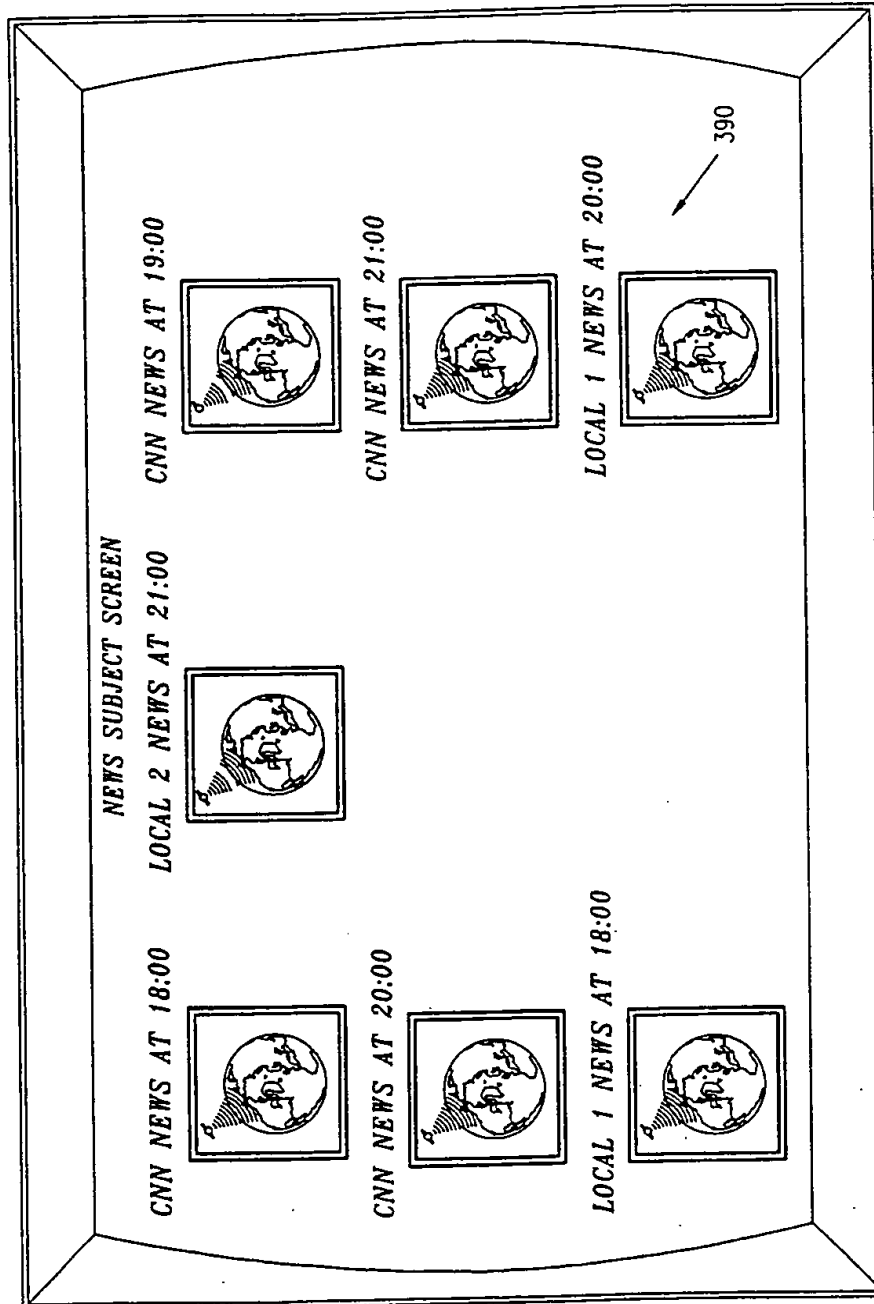 NEWS SUBJECT SCREEN
CNN NEWS AT 18:00
LOCAL 2 NEWS AT 21:00
CNN NEWS AT 19:00
CNN NEWS AT 20:00
CNN NEWS AT 21:00
LOCAL 1 NEWS AT 18:00
LOCAL 1 NEWS AT 20:00
390